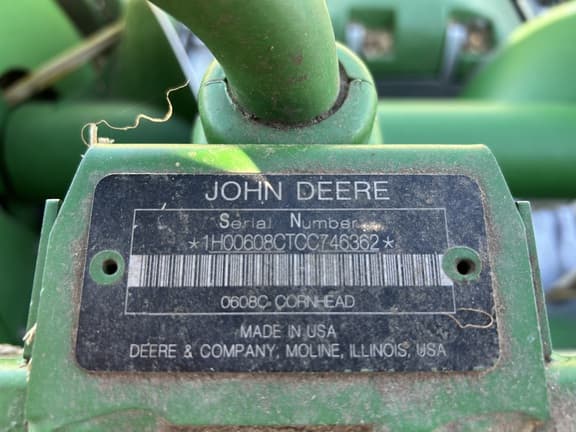 JOHN DEERE
Serial Number
*1H00608CTCC746362*
0608C CORNHEAD
MADE IN USA
DEERE & COMPANY, MOLINE, ILLINOIS, USA